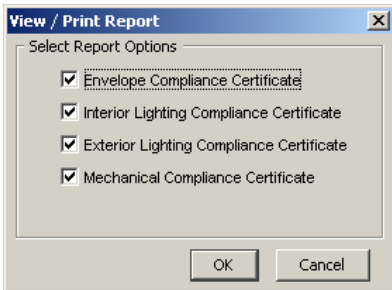 View / Print Report
Select Report Options
Envelope Compliance Certificate
Interior Lighting Compliance Certificate
Exterior Lighting Compliance Certificate
Mechanical Compliance Certificate
OK Cancel